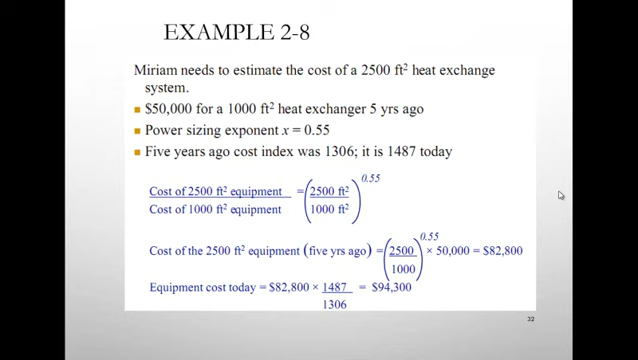 EXAMPLE 2-8
Miriam needs to estimate the cost of a 2500 ft² heat exchange
system.
$50,000 for a 1000 ft² heat exchanger 5 yrs ago
Power sizing exponent x = 0.55
Five years ago cost index was 1306; it is 1487 today
0.55
Cost of 2500 ft² equipment = (2500 ft²
Cost of 1000 ft² equipment 1000 ft²)
0.55
Cost of the 2500 ft² equipment (five yrs ago) = (2500 × 50,000 = $82,800
1000)
Equipment cost today = $82,800 × 1487 = $94,300
1306
32